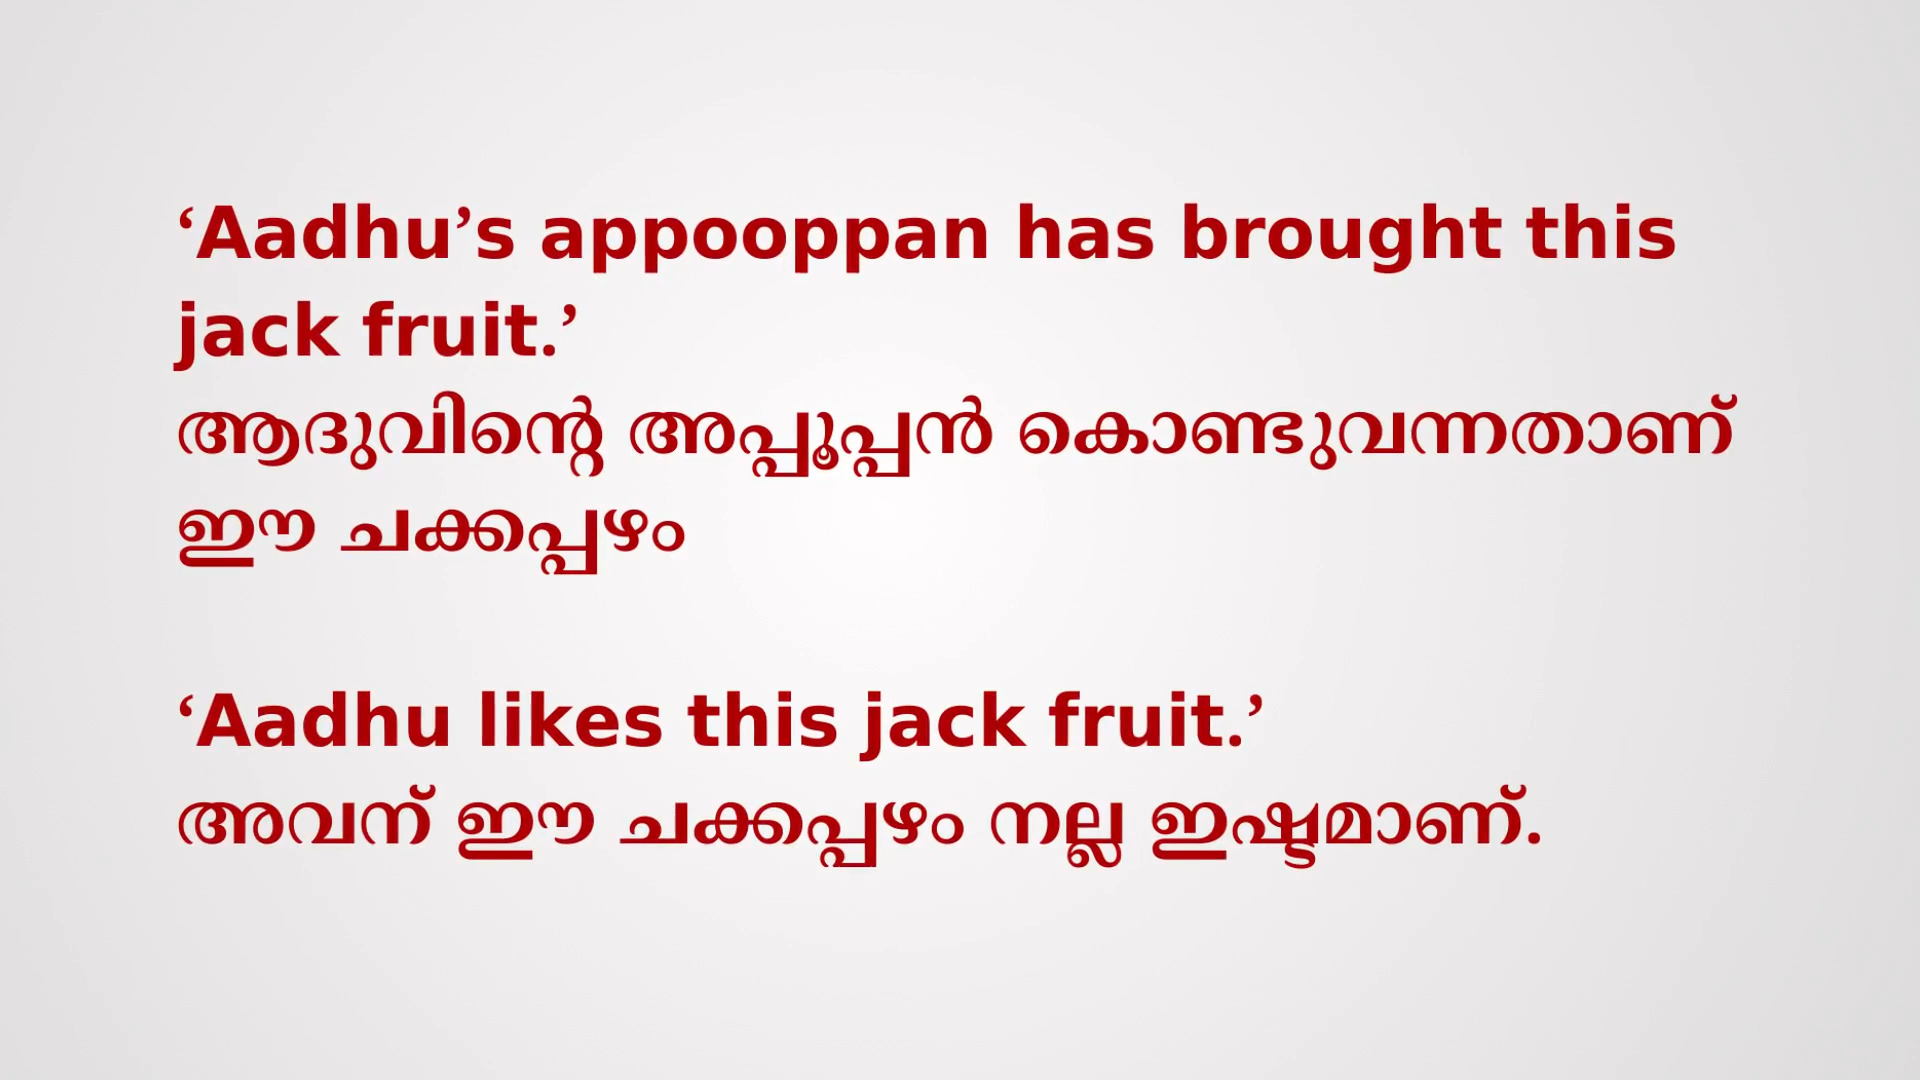 ‘Aadhu’s appooppan has brought this
jack fruit.’
ആദുവിന്റെ അപ്പൂപ്പൻ കൊണ്ടുവന്നതാണ്
ഈ ചക്കപ്പഴം
‘Aadhu likes this jack fruit.’
അവന് ഈ ചക്കപ്പഴം നല്ല ഇഷ്ടമാണ്.